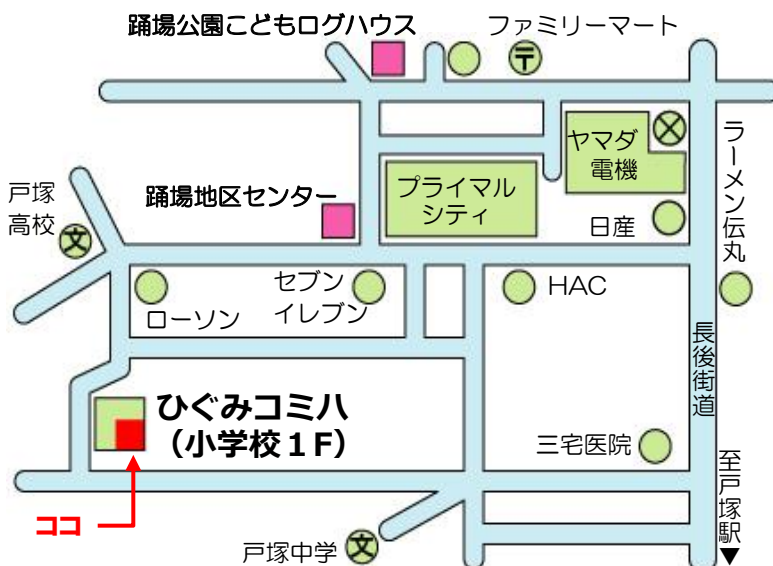 踊場公園こどもログハウス
ファミリーマート
〒
ヤマダ
電機
ラーメン伝丸
戸塚
高校
文
踊場地区センター
プライマル
シティ
日産
ローソン
セブン
イレブン
HAC
長後街道
ひぐみコミハ
(小学校1F)
三宅医院
至戸塚駅▼
ココ
戸塚中学
文